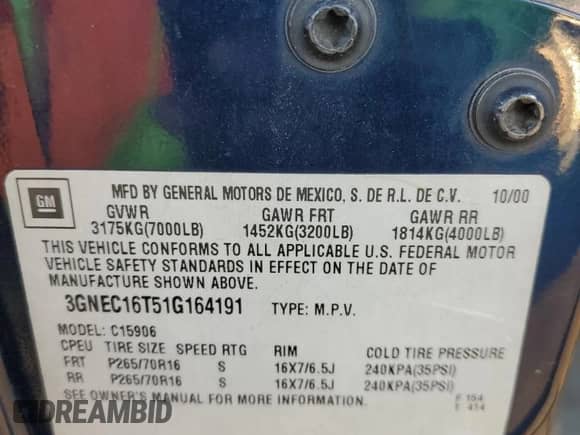 GM
MFD BY GENERAL MOTORS DE MEXICO, S. DE R.L. DE C.V. 10/00
GVWR GAWR FRT GAWR RR
3175KG(7000LB) 1452KG(3200LB) 1814KG(4000LB)
THIS VEHICLE CONFORMS TO ALL APPLICABLE U.S. FEDERAL MOTOR
VEHICLE SAFETY STANDARDS IN EFFECT ON THE DATE OF
MANUFACTURE SHOWN ABOVE.
3GNEC16T51G164191 TYPE: M.P.V.
MODEL: C15906
CPEU TIRE SIZE SPEED RTG RIM COLD TIRE PRESSURE
FRT P265/70R16 S 16X7/6.5J 240KPA(35PSI)
RR P265/70R16 S 16X7/6.5J 240KPA(35PSI)
SEE OWNER'S MANUAL FOR MORE INFORMATION. F 154
E 414
DREAMBID